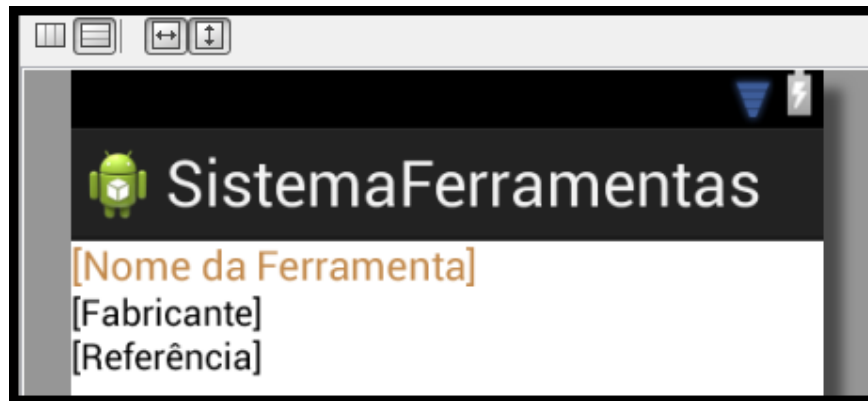 SistemaFerramentas
[Nome da Ferramenta]
[Fabricante]
[Referência]